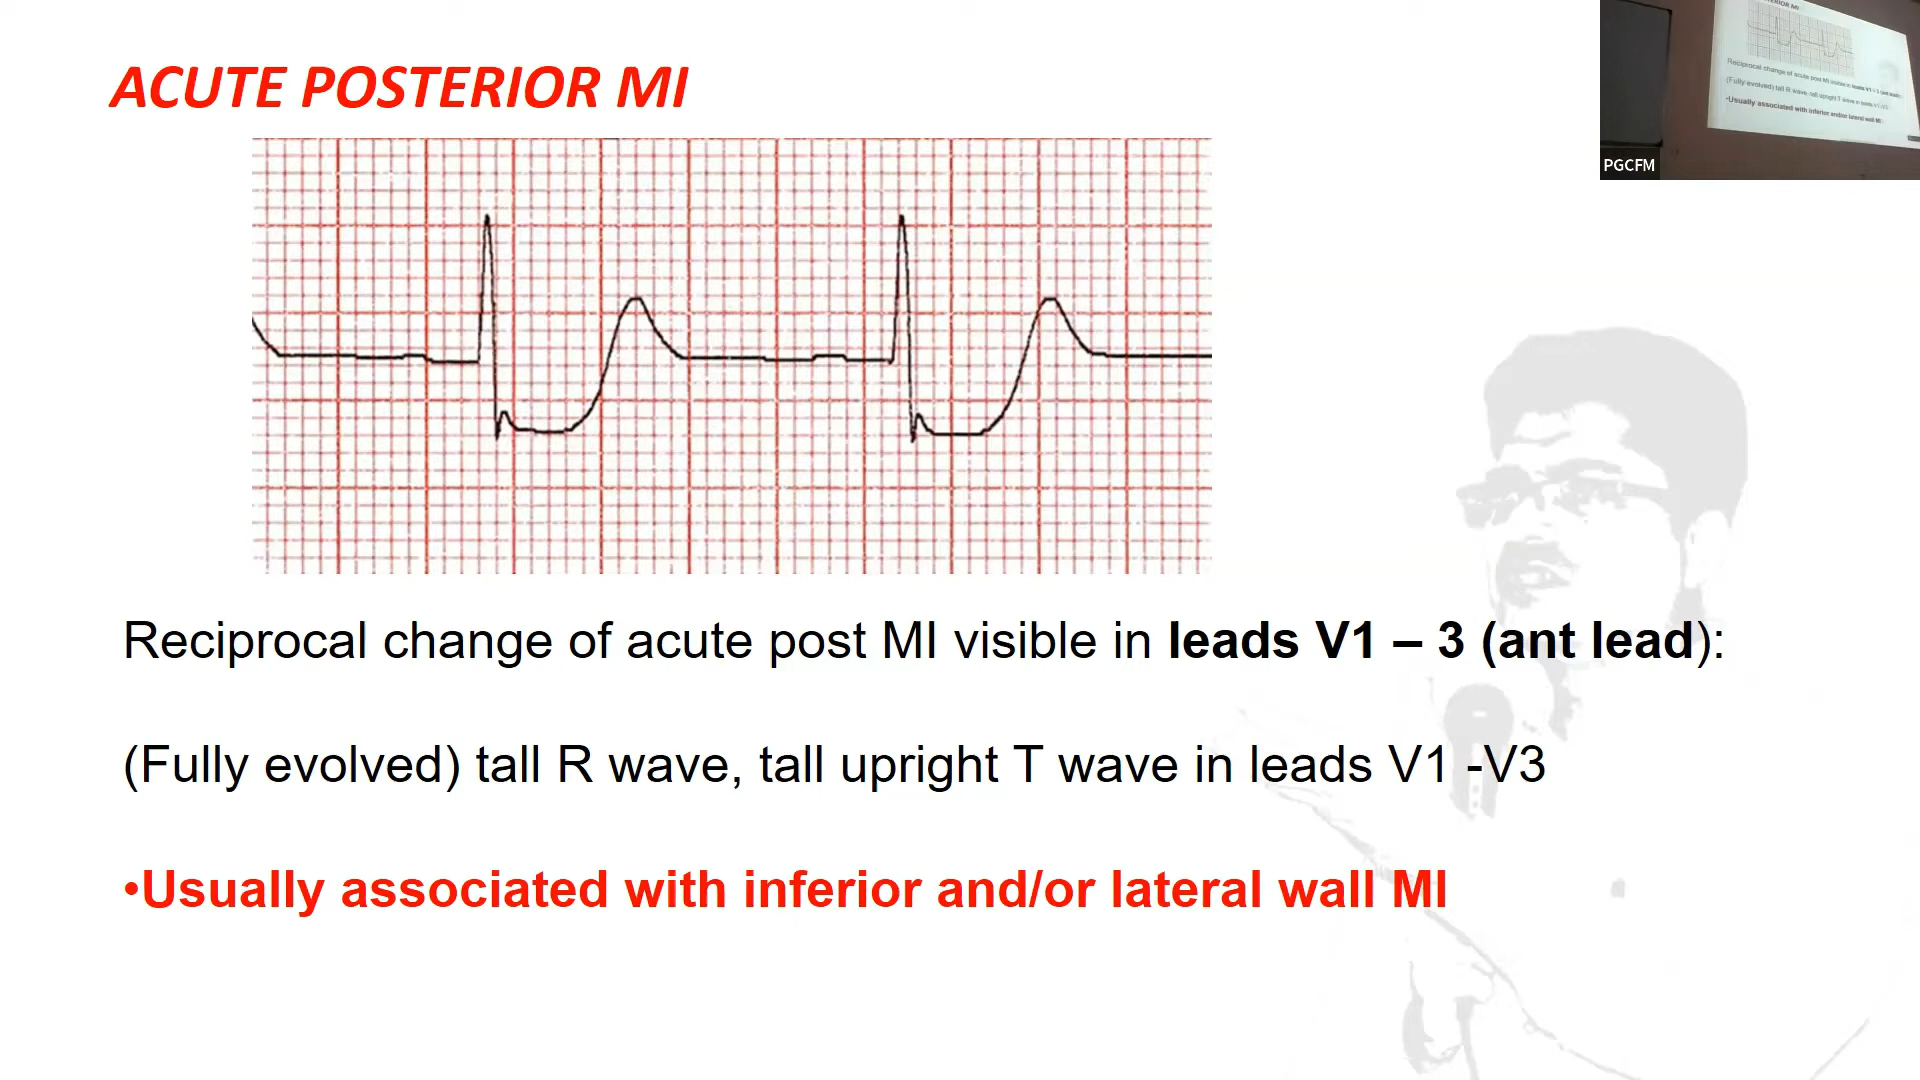 ACUTE POSTERIOR MI
PGCFM
Reciprocal change of acute post MI visible in leads V1 – 3 (ant lead):
(Fully evolved) tall R wave, tall upright T wave in leads V1 -V3
•Usually associated with inferior and/or lateral wall MI